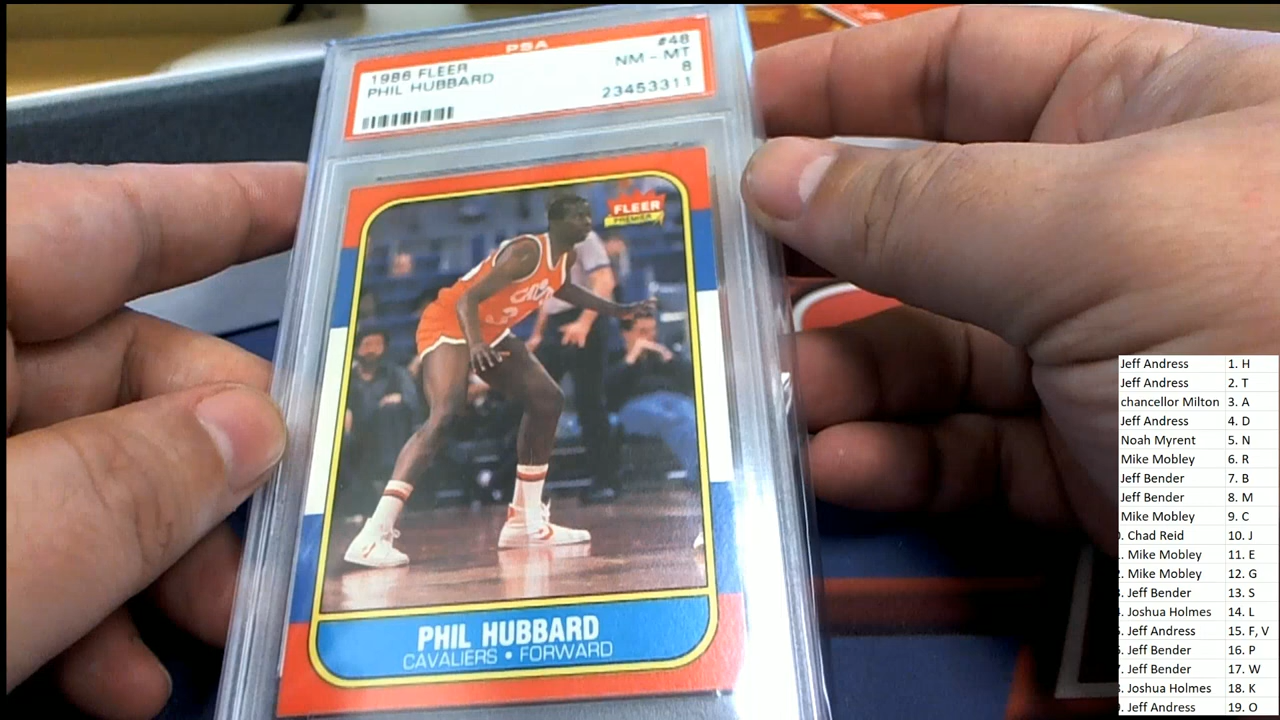 PSA
1986 FLEER #48
PHIL HUBBARD NM - MT
8
23453311
FLEER
PREMIER
CAVS
PHIL HUBBARD
CAVALIERS • FORWARD
Jeff Andress 1. H
Jeff Andress 2. T
chancellor Milton 3. A
Jeff Andress 4. D
Noah Myrent 5. N
Mike Mobley 6. R
Jeff Bender 7. B
Jeff Bender 8. M
Mike Mobley 9. C
. Chad Reid 10. J
. Mike Mobley 11. E
. Mike Mobley 12. G
. Jeff Bender 13. S
. Joshua Holmes 14. L
. Jeff Andress 15. F, V
. Jeff Bender 16. P
. Jeff Bender 17. W
. Joshua Holmes 18. K
. Jeff Andress 19. O